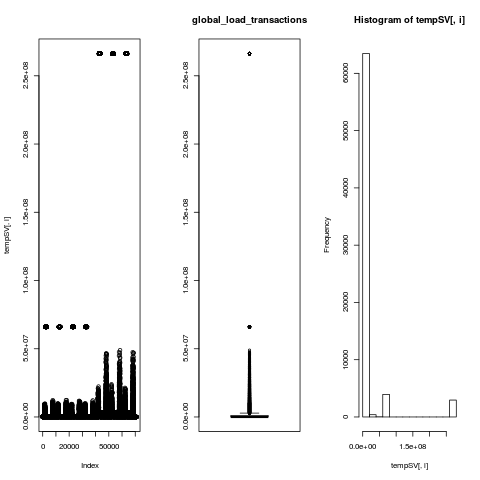 global_load_transactions
Histogram of tempSV[, i]
tempSV[, i]
0.0e+00
5.0e+07
1.0e+08
1.5e+08
2.0e+08
2.5e+08
0
20000
50000
Index
0.0e+00
5.0e+07
1.0e+08
1.5e+08
2.0e+08
2.5e+08
Frequency
0
10000
20000
30000
40000
50000
60000
0.0e+00
1.5e+08
tempSV[, i]